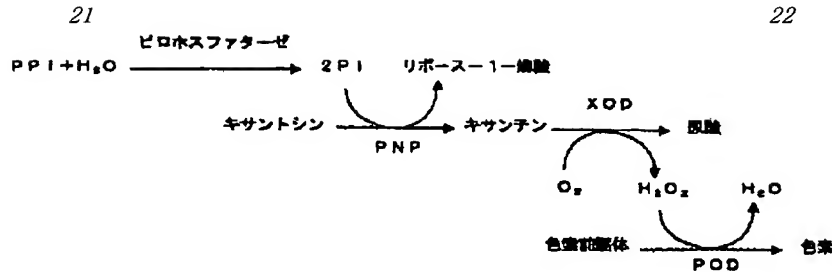 21 22
ピロホスファターゼ
PPi+H₂O 2Pi リボース-1-燐酸
XOD
キサントシン キサンテン 尿酸
PNP
O₂ H₂O₂ H₂O
色素前駆体 色素
POD